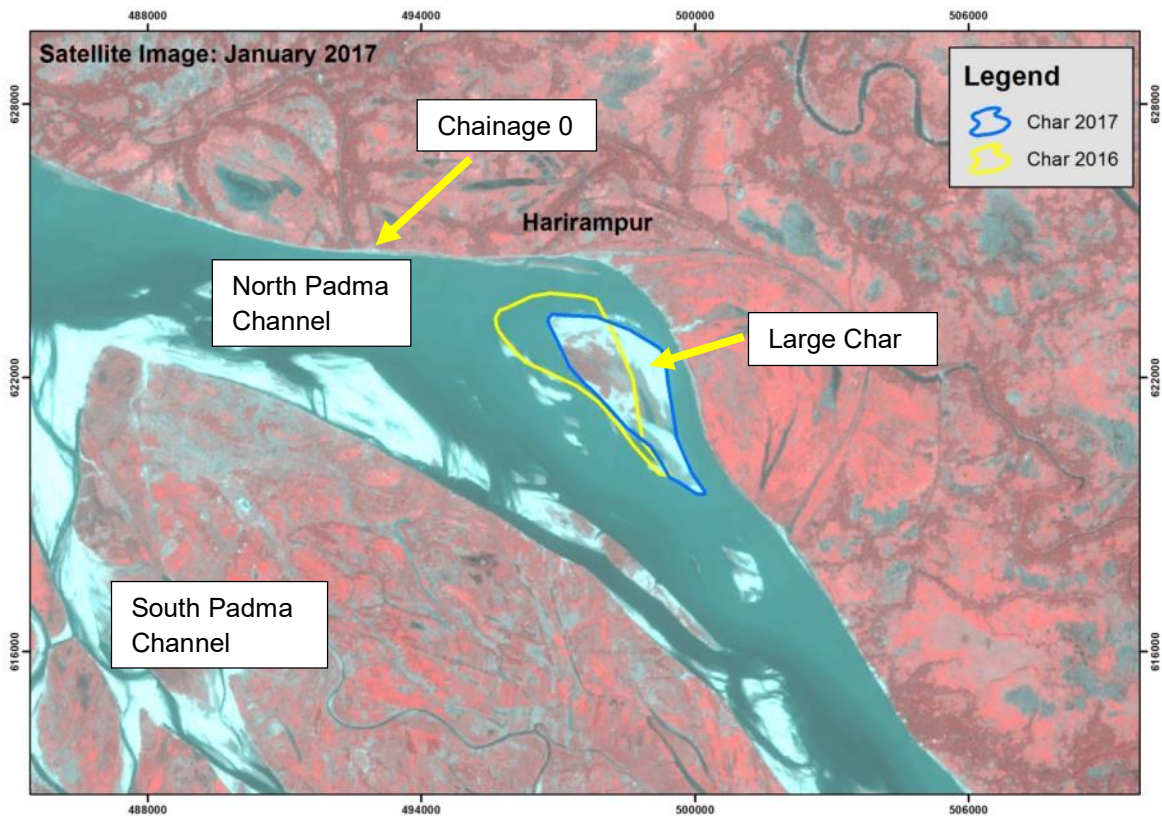 488000 494000 500000 506000
Satellite Image: January 2017
Legend
Char 2017
Char 2016
628000 628000
Chainage 0
Harirampur
North Padma
Channel
Large Char
622000 622000
South Padma
Channel
616000 616000
488000 494000 500000 506000